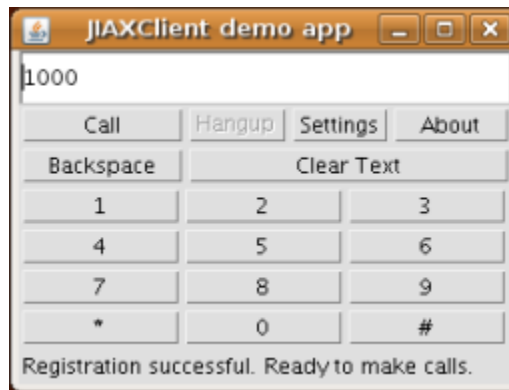 JIAXClient demo app
1000
Call Hangup Settings About
Backspace Clear Text
1 2 3
4 5 6
7 8 9
* 0 #
Registration successful. Ready to make calls.